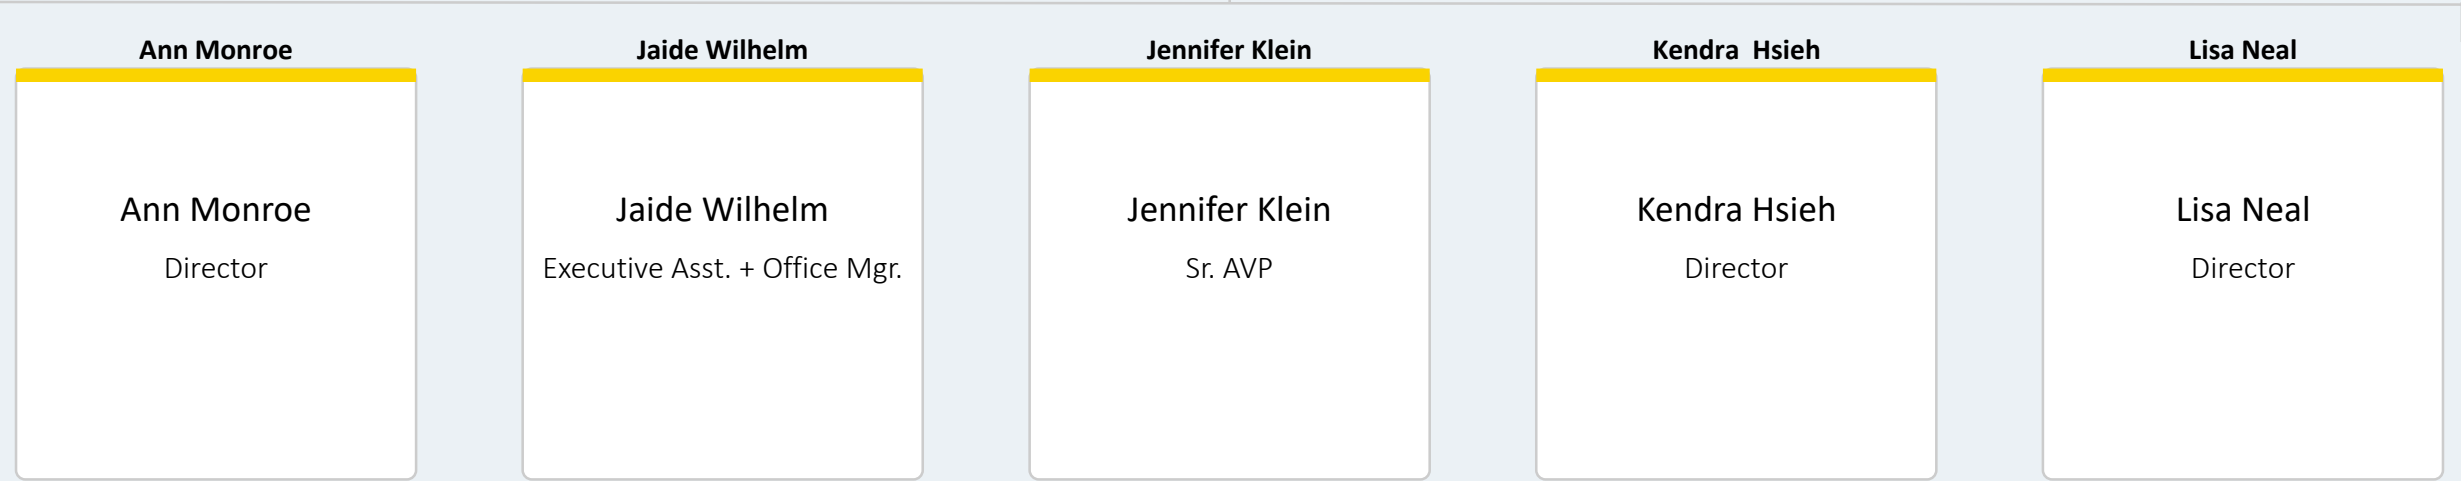 Ann Monroe
Jaide Wilhelm
Jennifer Klein
Kendra  Hsieh
Lisa Neal
Ann Monroe
Director
Jaide Wilhelm
Executive Asst. + Office Mgr.
Jennifer Klein
Sr. AVP
Kendra Hsieh
Director
Lisa Neal
Director